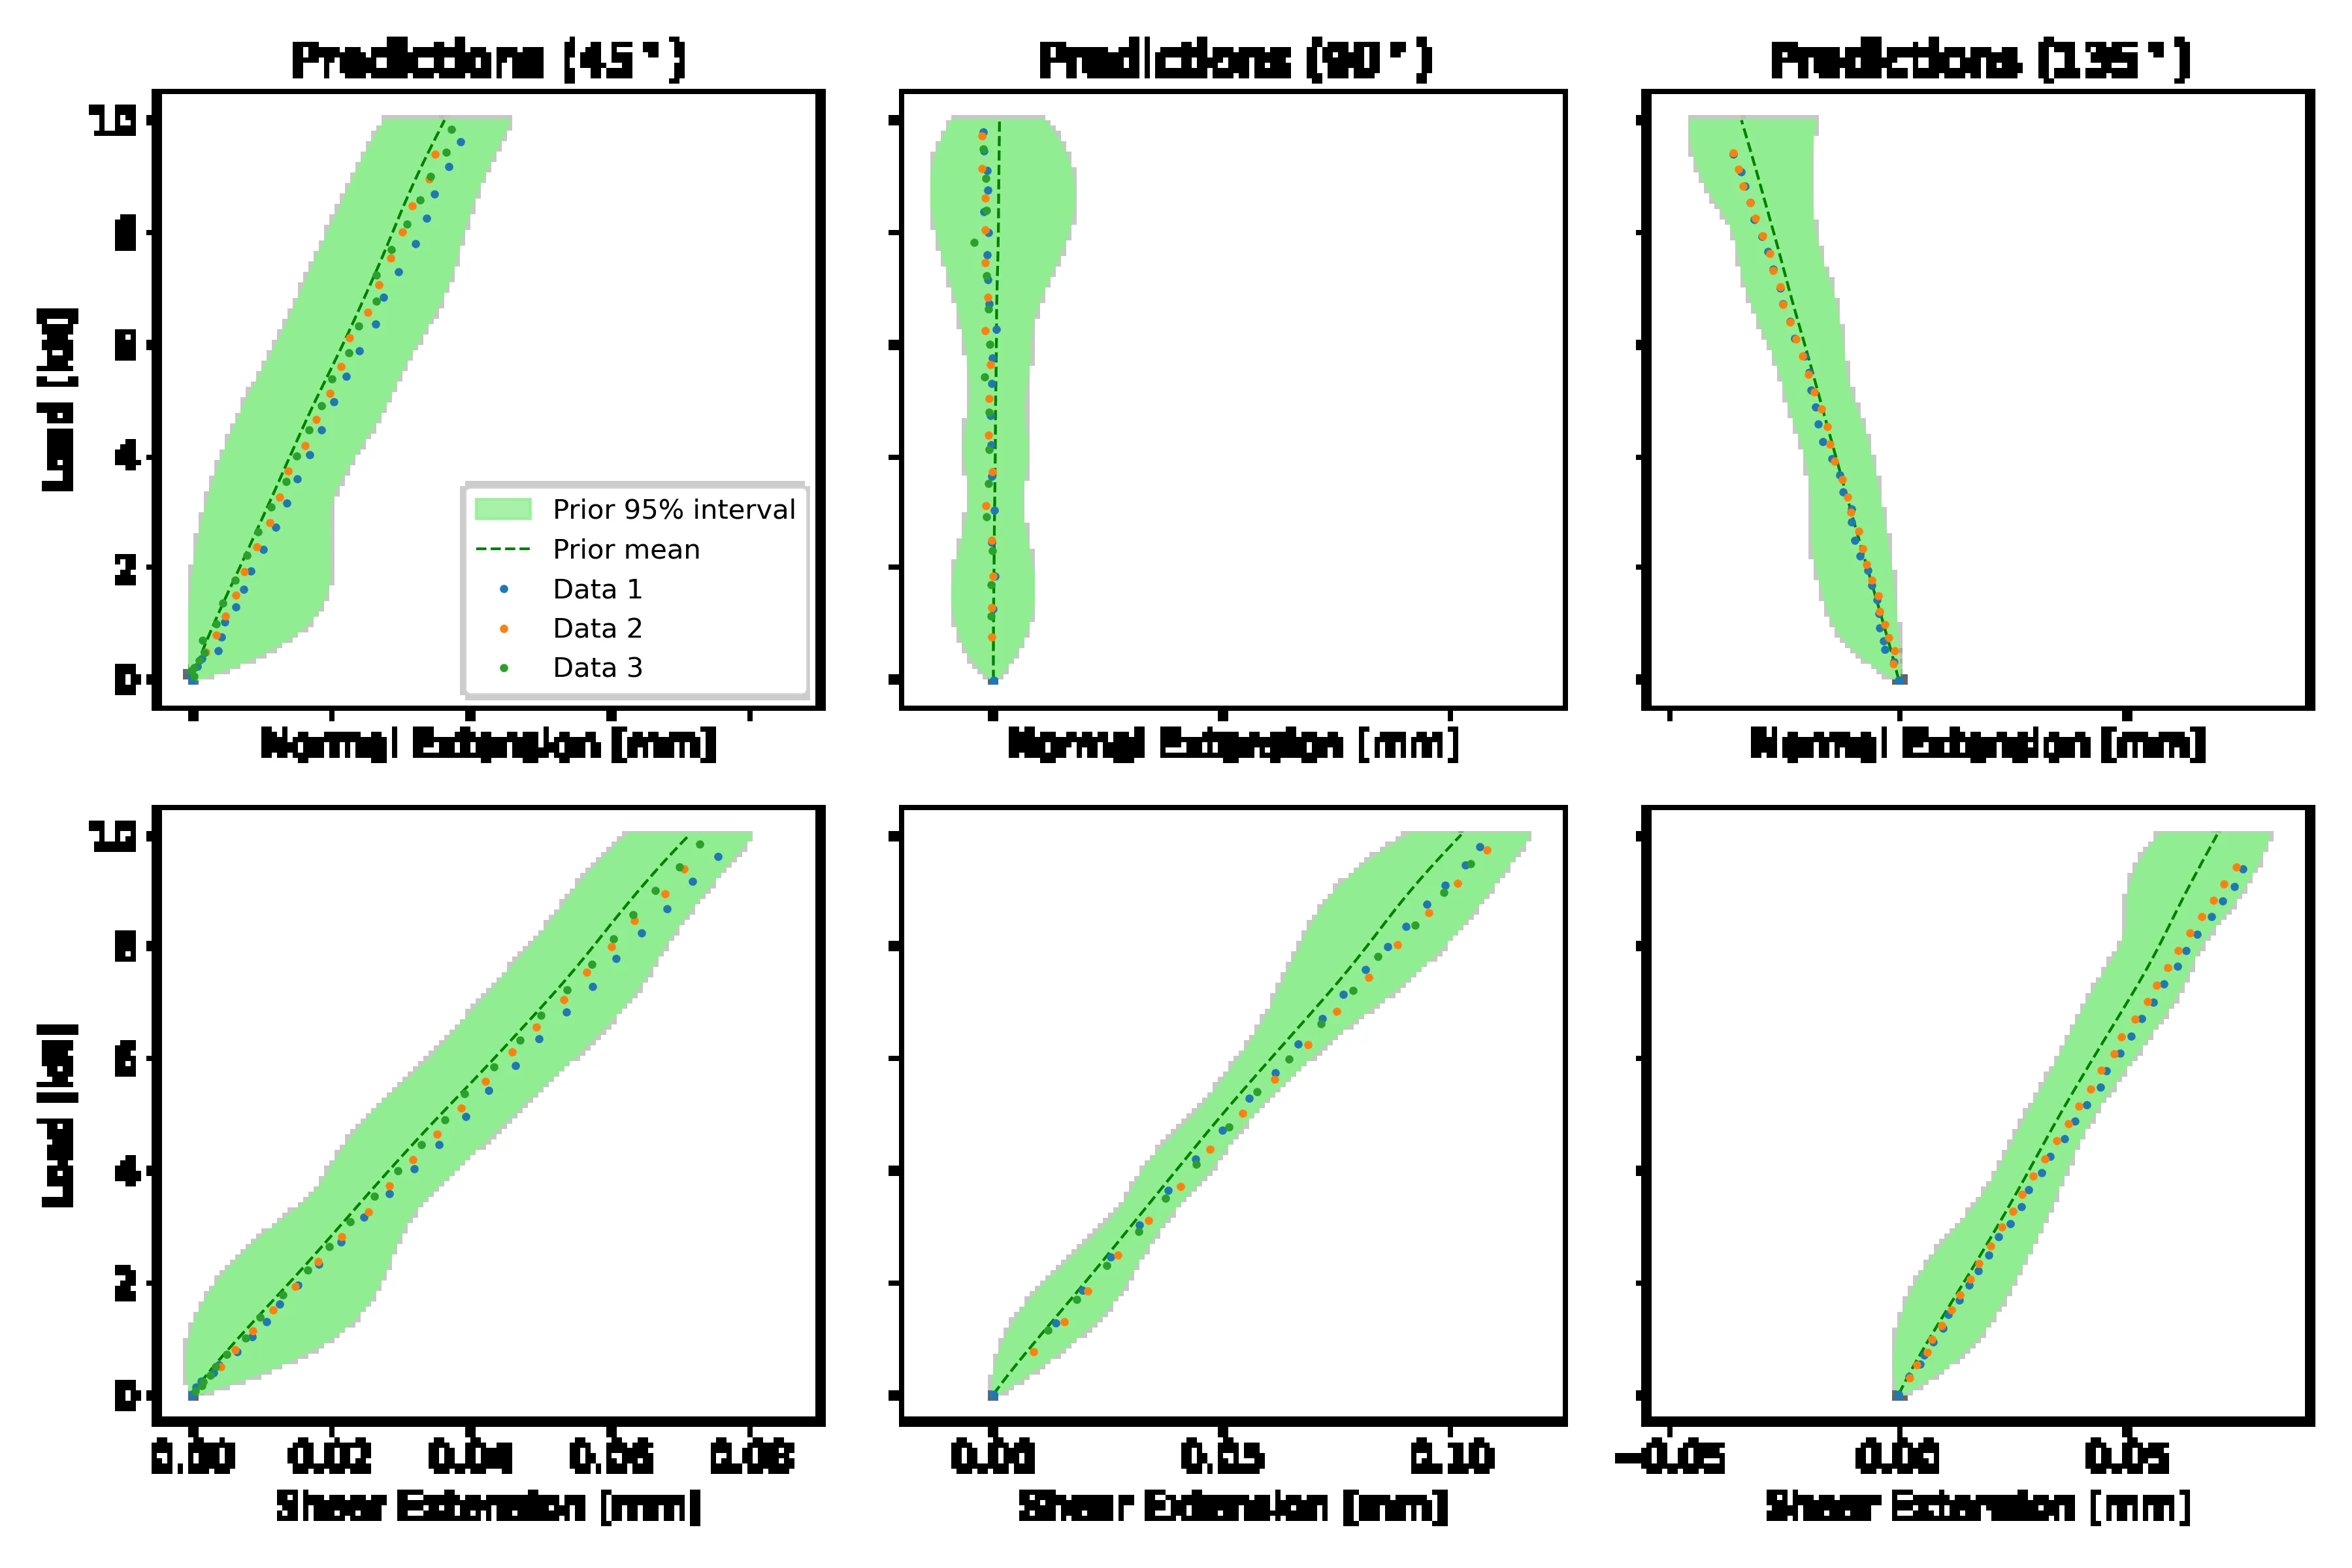 Predictions (45°)
Predictions (90°)
Predictions (135°)
10
8
6
4
2
0
Load [kN]
Prior 95% interval
Prior mean
Data 1
Data 2
Data 3
Normal Extension [mm]
Normal Extension [mm]
Normal Extension [mm]
10
8
6
4
2
0
Load [kN]
0.00 0.02 0.04 0.06 0.08
0.00 0.05 0.10
−0.05 0.00 0.05
Shear Extension [mm]
Shear Extension [mm]
Shear Extension [mm]